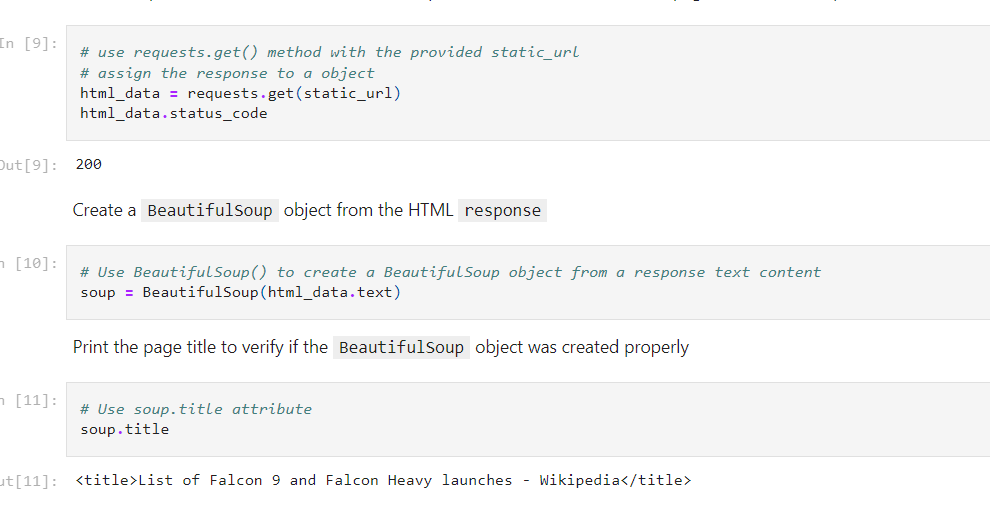 In [9]:
# use requests.get() method with the provided static_url
# assign the response to a object
html_data = requests.get(static_url)
html_data.status_code
Out[9]: 200
Create a BeautifulSoup object from the HTML response
n [10]:
# Use BeautifulSoup() to create a BeautifulSoup object from a response text content
soup = BeautifulSoup(html_data.text)
Print the page title to verify if the BeautifulSoup object was created properly
n [11]:
# Use soup.title attribute
soup.title
ut[11]: <title>List of Falcon 9 and Falcon Heavy launches - Wikipedia</title>